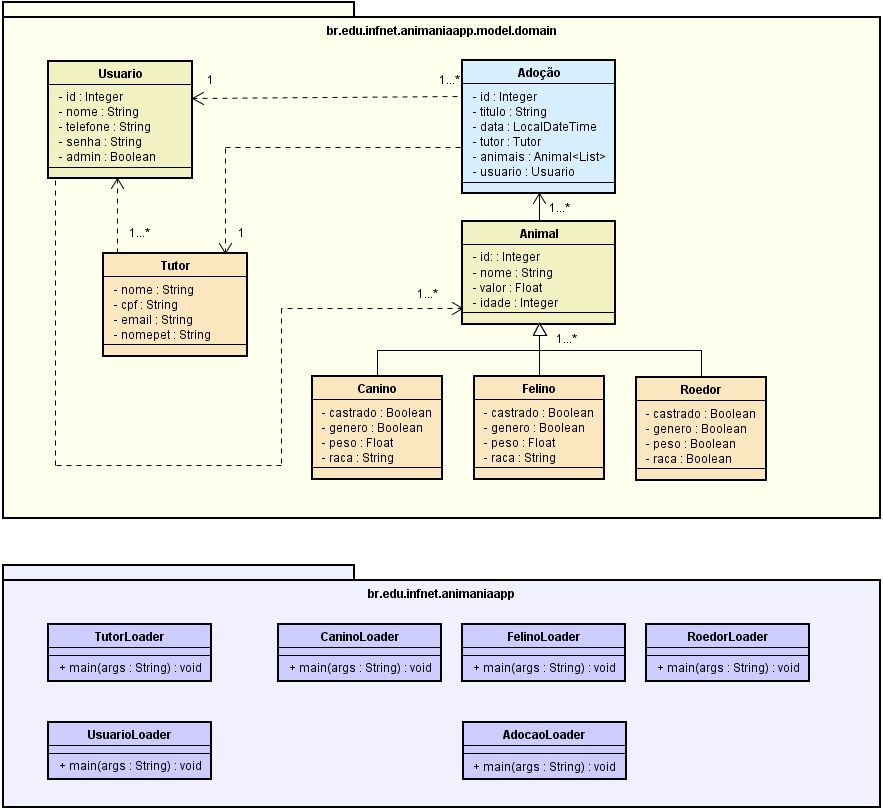 br.edu.infnet.animaniaapp.model.domain
Usuario
- id : Integer
- nome : String
- telefone : String
- senha : String
- admin : Boolean
1
1...*
Adoção
- id : Integer
- titulo : String
- data : LocalDateTime
- tutor : Tutor
- animais : Animal<List>
- usuario : Usuario
1...*
1
1...*
Tutor
- nome : String
- cpf : String
- email : String
- nomepet : String
Animal
- id: : Integer
- nome : String
- valor : Float
- idade : Integer
1...*
1...*
Canino
- castrado : Boolean
- genero : Boolean
- peso : Float
- raca : String
Felino
- castrado : Boolean
- genero : Boolean
- peso : Float
- raca : String
Roedor
- castrado : Boolean
- genero : Boolean
- peso : Boolean
- raca : Boolean
br.edu.infnet.animaniaapp
TutorLoader
+ main(args : String) : void
CaninoLoader
+ main(args : String) : void
FelinoLoader
+ main(args : String) : void
RoedorLoader
+ main(args : String) : void
UsuarioLoader
+ main(args : String) : void
AdocaoLoader
+ main(args : String) : void